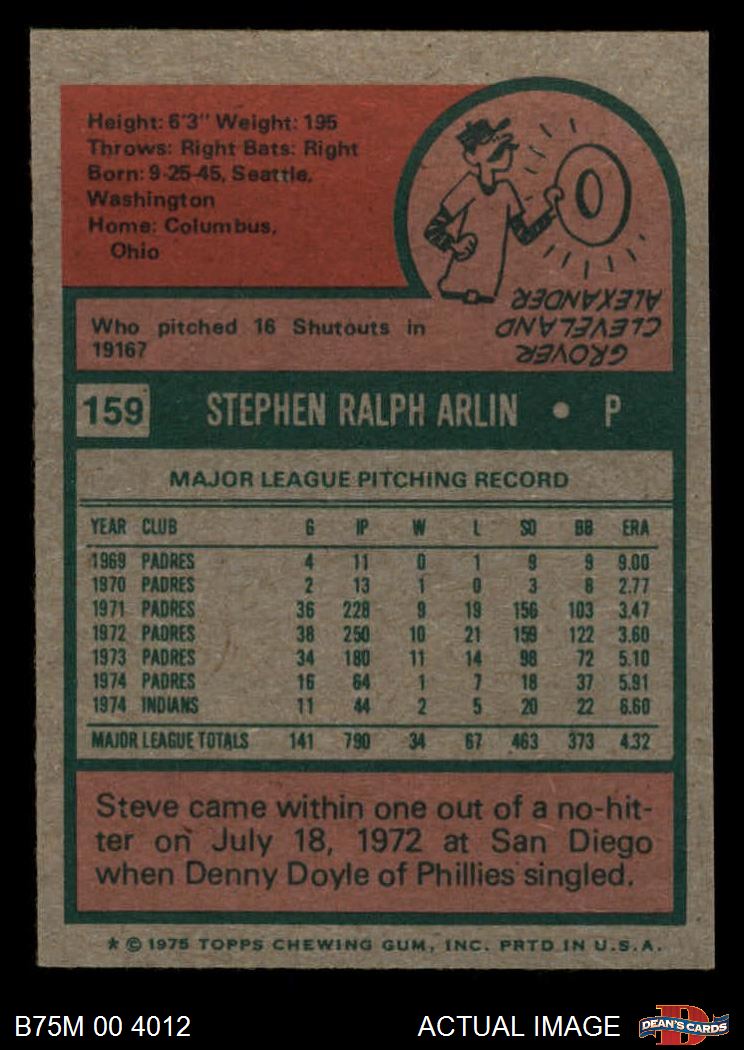 Height: 6'3" Weight: 195
Throws: Right Bats: Right
Born: 9-25-45, Seattle,
Washington
Home: Columbus,
Ohio
Who pitched 16 Shutouts in
1916?
GROVER
CLEVELAND
ALEXANDER
159 STEPHEN RALPH ARLIN • P
MAJOR LEAGUE PITCHING RECORD
YEAR CLUB G IP W L SO BB ERA
1969 PADRES 4 11 0 1 9 9 9.00
1970 PADRES 2 13 1 0 3 8 2.77
1971 PADRES 36 228 9 19 156 103 3.47
1972 PADRES 38 250 10 21 159 122 3.60
1973 PADRES 34 180 11 14 98 72 5.10
1974 PADRES 16 64 1 7 18 37 5.91
1974 INDIANS 11 44 2 5 20 22 6.60
MAJOR LEAGUE TOTALS 141 790 34 67 463 373 4.32
Steve came within one out of a no-hit-
ter on July 18, 1972 at San Diego
when Denny Doyle of Phillies singled.
* © 1975 TOPPS CHEWING GUM, INC. PRTD IN U.S.A.
B75M 00 4012 ACTUAL IMAGE D DEAN'S CARDS